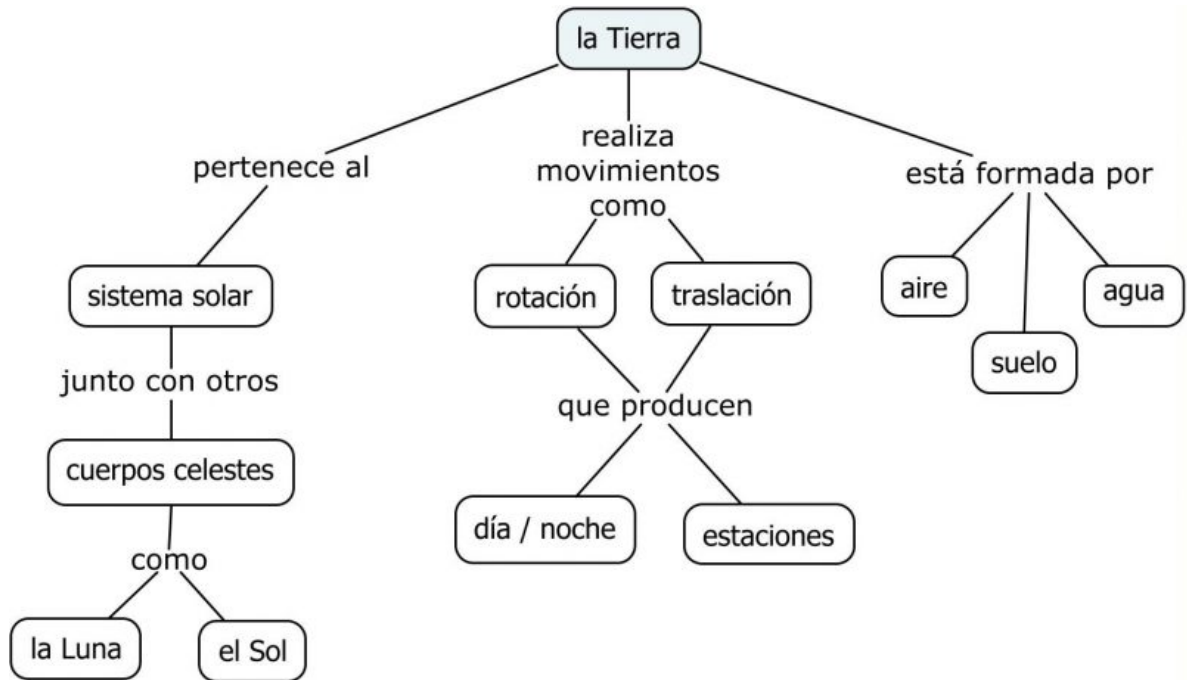 la Tierra
pertenece al
sistema solar
junto con otros
cuerpos celestes
como
la Luna
el Sol
realiza
movimientos
como
rotación
traslación
que producen
día / noche
estaciones
está formada por
aire
suelo
agua